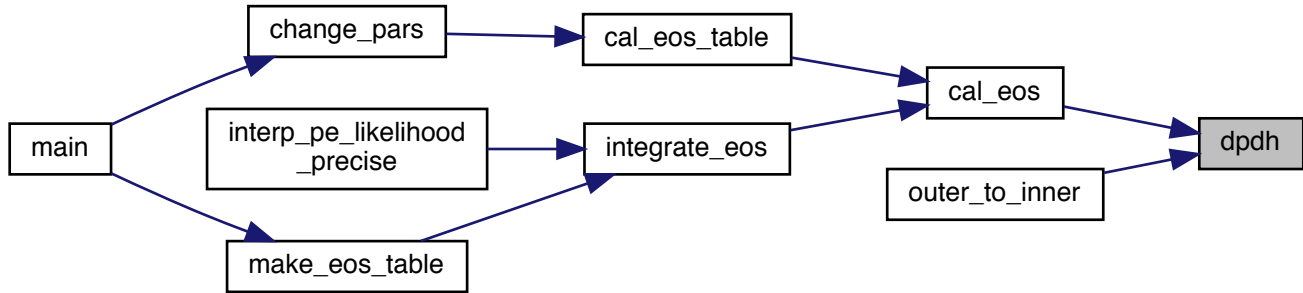 change_pars
cal_eos_table
cal_eos
main
interp_pe_likelihood
_precise
integrate_eos
dpdh
outer_to_inner
make_eos_table